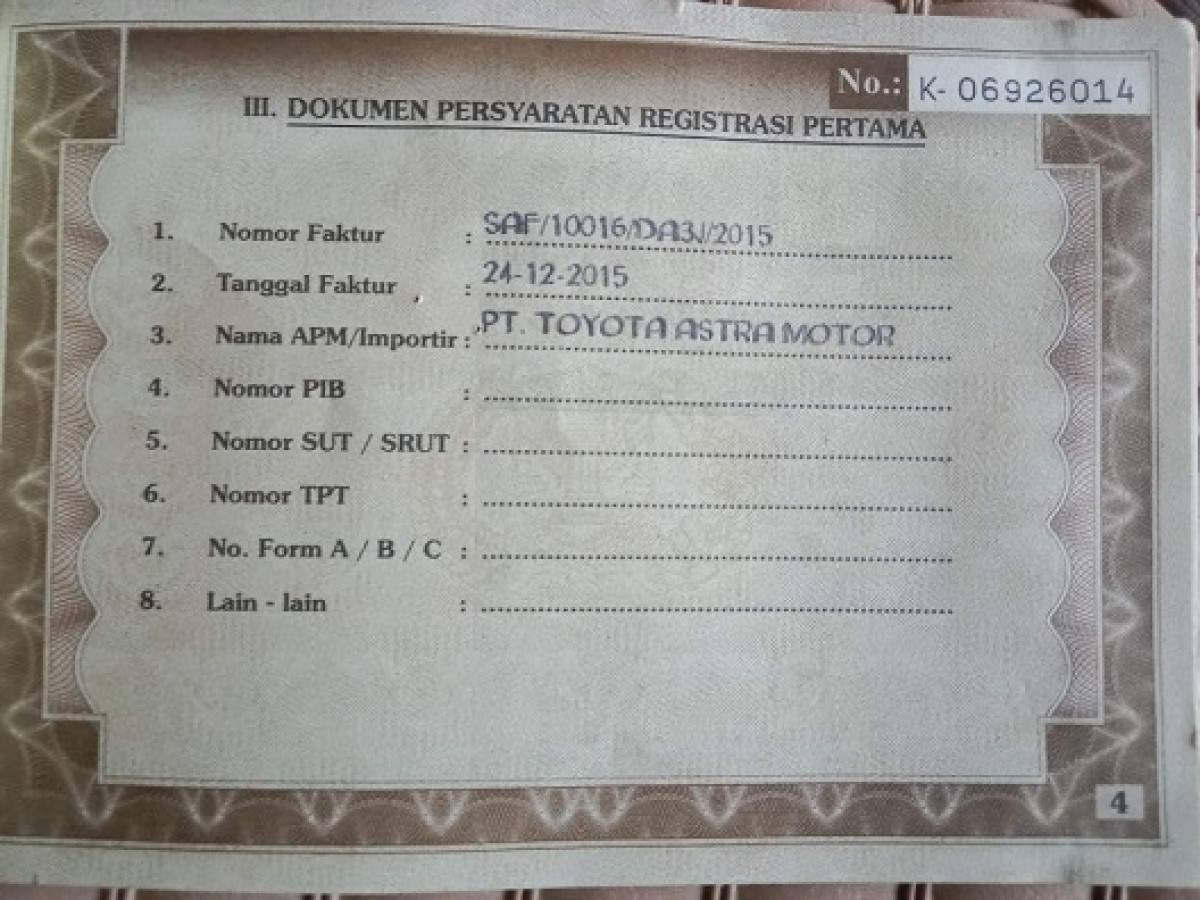 No.: K- 06926014
III. DOKUMEN PERSYARATAN REGISTRASI PERTAMA
1. Nomor Faktur : SAF/10016/DA3J/2015
2. Tanggal Faktur : 24-12-2015
3. Nama APM/Importir : PT. TOYOTA ASTRA MOTOR
4. Nomor PIB :
5. Nomor SUT / SRUT :
6. Nomor TPT :
7. No. Form A / B / C :
8. Lain - lain :
4